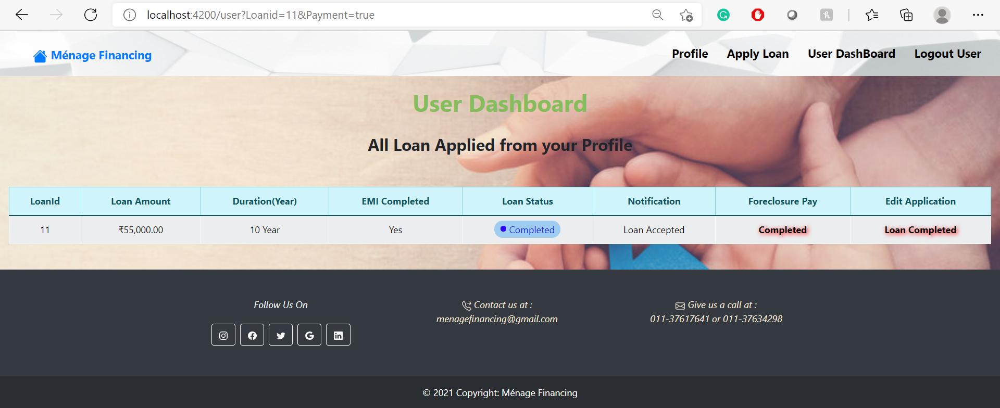 localhost:4200/user?Loanid=11&Payment=true
Ménage Financing
Profile Apply Loan User DashBoard Logout User
User Dashboard
All Loan Applied from your Profile
LoanId Loan Amount Duration(Year) EMI Completed Loan Status Notification Foreclosure Pay Edit Application
11 ₹55,000.00 10 Year Yes Completed Loan Accepted Completed Loan Completed
Follow Us On
Contact us at :
menagefinancing@gmail.com
Give us a call at :
011-37617641 or 011-37634298
© 2021 Copyright: Ménage Financing